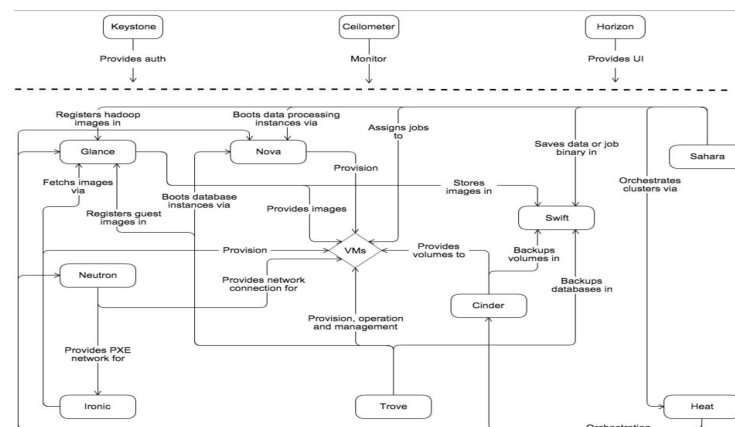 Keystone
Ceilometer
Horizon
Provides auth
Monitor
Provides UI
Registers hadoop
images in
Boots data processing
instances via
Assigns jobs
to
Saves data or job
binary in
Glance
Nova
Sahara
Provision
Fetchs images
via
Boots database
instances via
Stores
images in
Orchestrates
clusters via
Registers guest
images in
Provides images
Swift
Provision
VMs
Provides
volumes to
Backups
volumes in
Neutron
Provides network
connection for
Backups
databases in
Cinder
Provision, operation
and management
Provides PXE
network for
Ironic
Trove
Heat
Orchestration